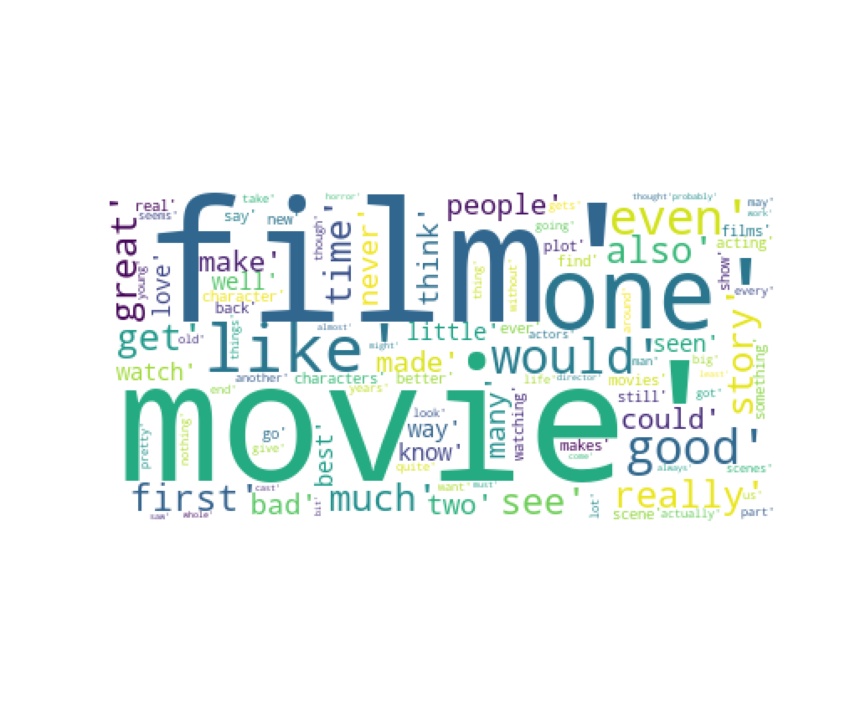 film'
one'
movie'
like'
would'
even'
also'
people'
good'
really'
story'
great'
time'
never'
think'
first'
get'
much'
see'
two'
bad'
made'
could'
many'
little'
seen'
make'
well'
love'
way'
know'
best'
watch'
watching'
character'
characters'
real'
seems'
take'
say'
new'
horror'
though'
young'
back'
old'
things'
almost'
might'
another'
better'
years'
end'
look'
go'
give'
quite'
pretty'
nothing'
cast'
bit'
saw'
whole'
want'
must'
lot'
come'
makes'
still'
life'
director'
movies'
man'
big'
least'
got'
always'
scenes'
us'
scene'
actually'
part'
something'
every'
show'
acting'
films'
work'
may'
thought'
probably'
gets'
going'
plot'
find'
thing'
without'
around'
ever'
actors'